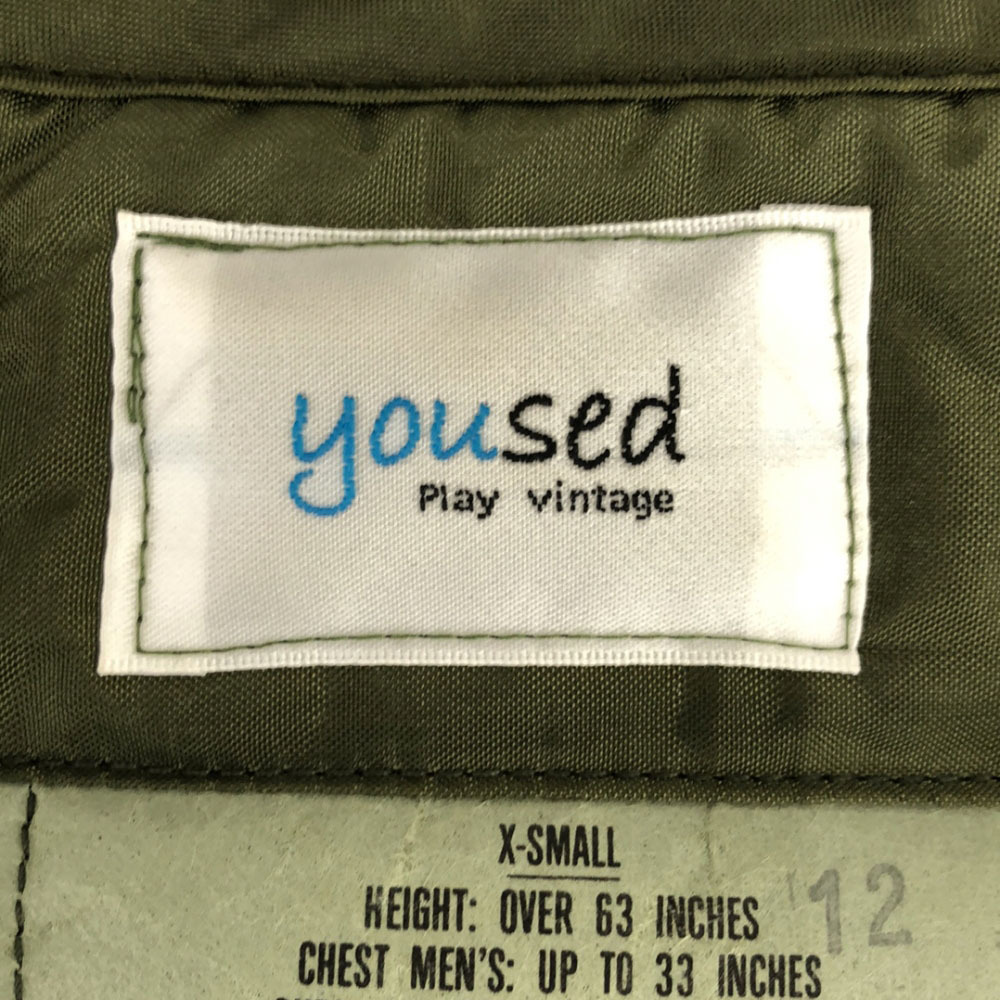 yoused
Play vintage
X-SMALL
HEIGHT: OVER 63 INCHES
'12
CHEST MEN'S: UP TO 33 INCHES